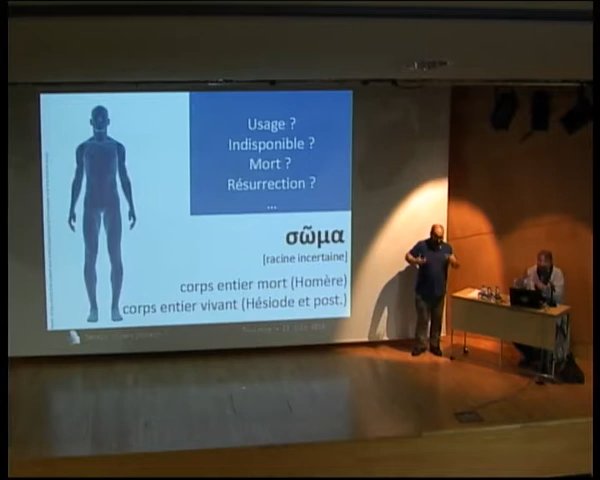 Usage ?
Indisponible ?
Mort ?
Résurrection ?
...
σῶμα
[racine incertaine]
corps entier mort (Homère)
corps entier vivant (Hésiode et post.)